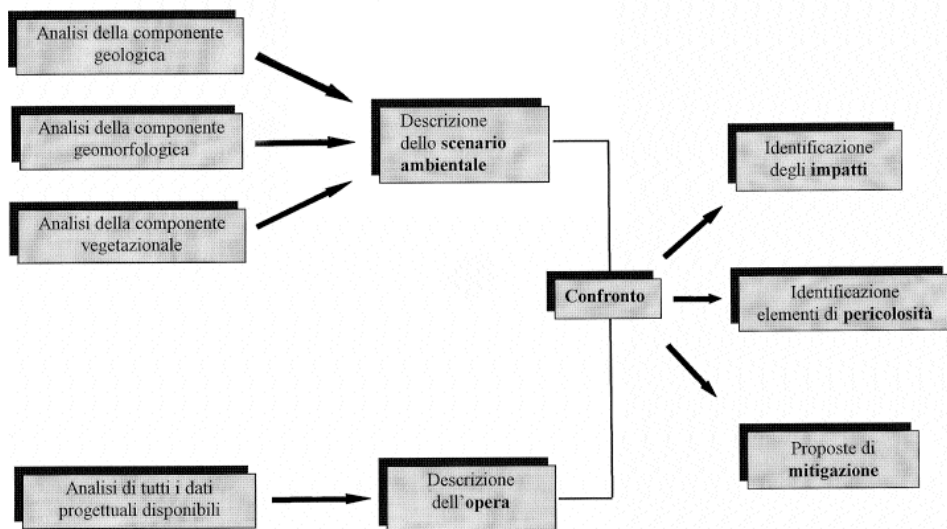 Analisi della componente
geologica
Analisi della componente
geomorfologica
Analisi della componente
vegetazionale
Descrizione
dello scenario
ambientale
Confronto
Identificazione
degli impatti
Identificazione
elementi di pericolosità
Proposte di
mitigazione
Analisi di tutti i dati
progettuali disponibili
Descrizione
dell'opera